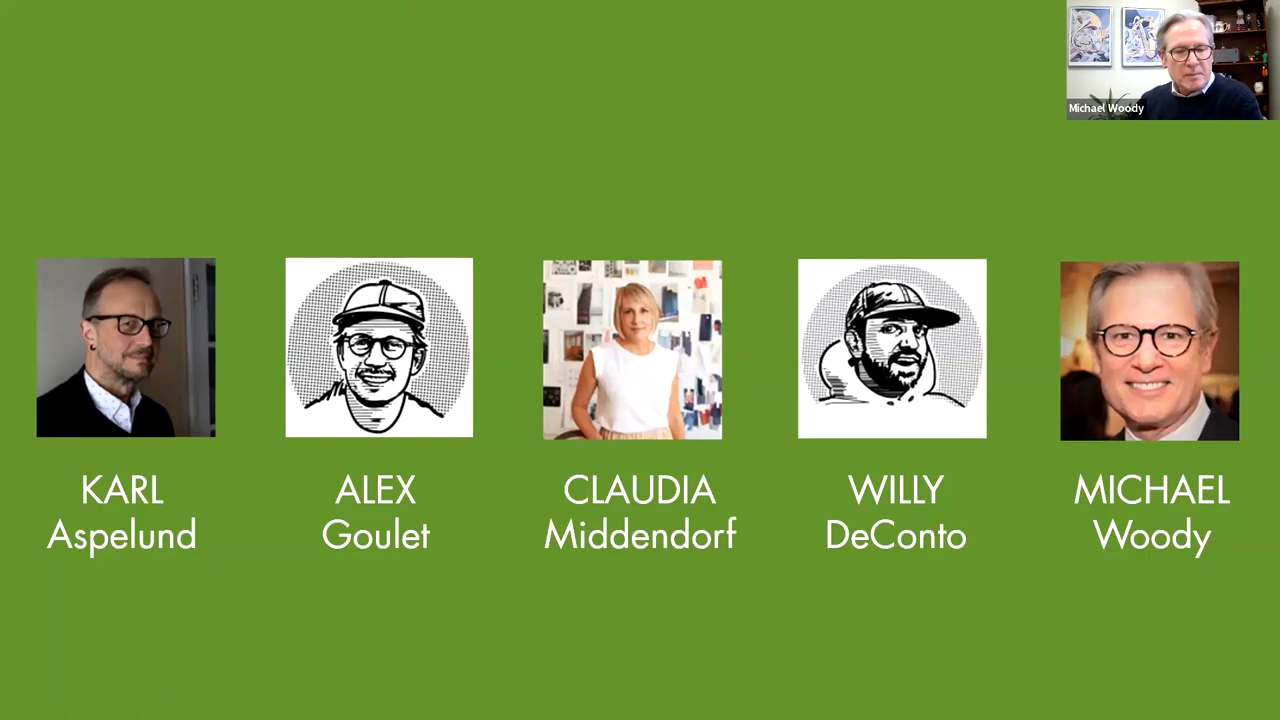 Michael Woody
KARL
Aspelund
ALEX
Goulet
CLAUDIA
Middendorf
WILLY
DeConto
MICHAEL
Woody